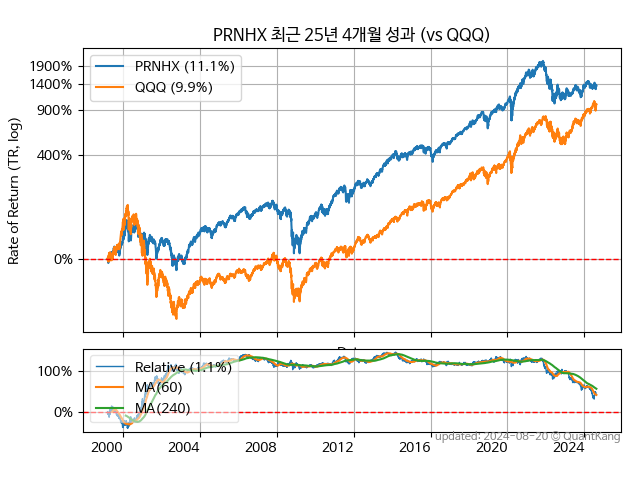 PRNHX 최근 25년 4개월 성과 (vs QQQ)
Rate of Return (TR, log)
1900%
1400%
900%
400%
0%
PRNHX (11.1%)
QQQ (9.9%)
100%
0%
Relative (1.1%)
MA(60)
MA(240)
2000 2004 2008 2012 2016 2020 2024
updated: 2024-08-20 © QuantKang